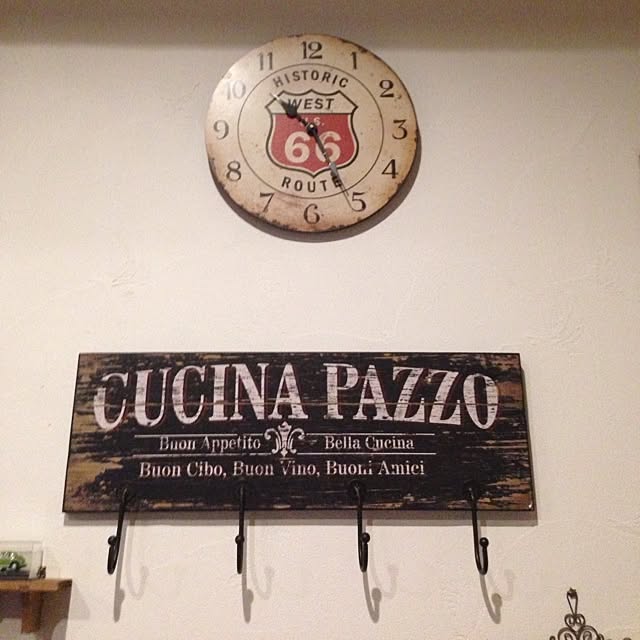 12
11 1
10 2
9 3
8 4
7 5
6
HISTORIC
WEST
U.S.
66
ROUTE
CUCINA PAZZO
Buon Appetito Bella Cucina
Buon Cibo, Buon Vino, Buoni Amici